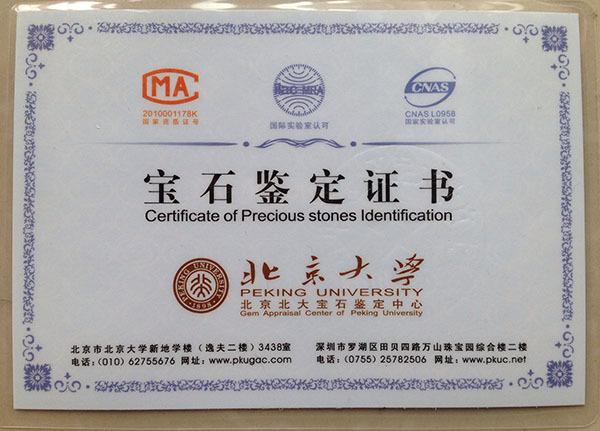 CMA
2010001178K
国家资质证号
ILAC-MRA
国际实验室认可
CNAS
CNAS L0958
国家实验室认可
宝石鉴定证书
Certificate of Precious stones Identification
PEKING UNIVERSITY
1898
北京大学
PEKING UNIVERSITY
北京北大宝石鉴定中心
Gem Appraisal Center of Peking University
北京市北京大学新地学楼(逸夫二楼)3438室
电话:(010) 62755676 网址:www.pkugac.com
深圳市罗湖区田贝四路万山珠宝园综合楼二楼
电话:(0755) 25782506 网址:www.pkuc.net